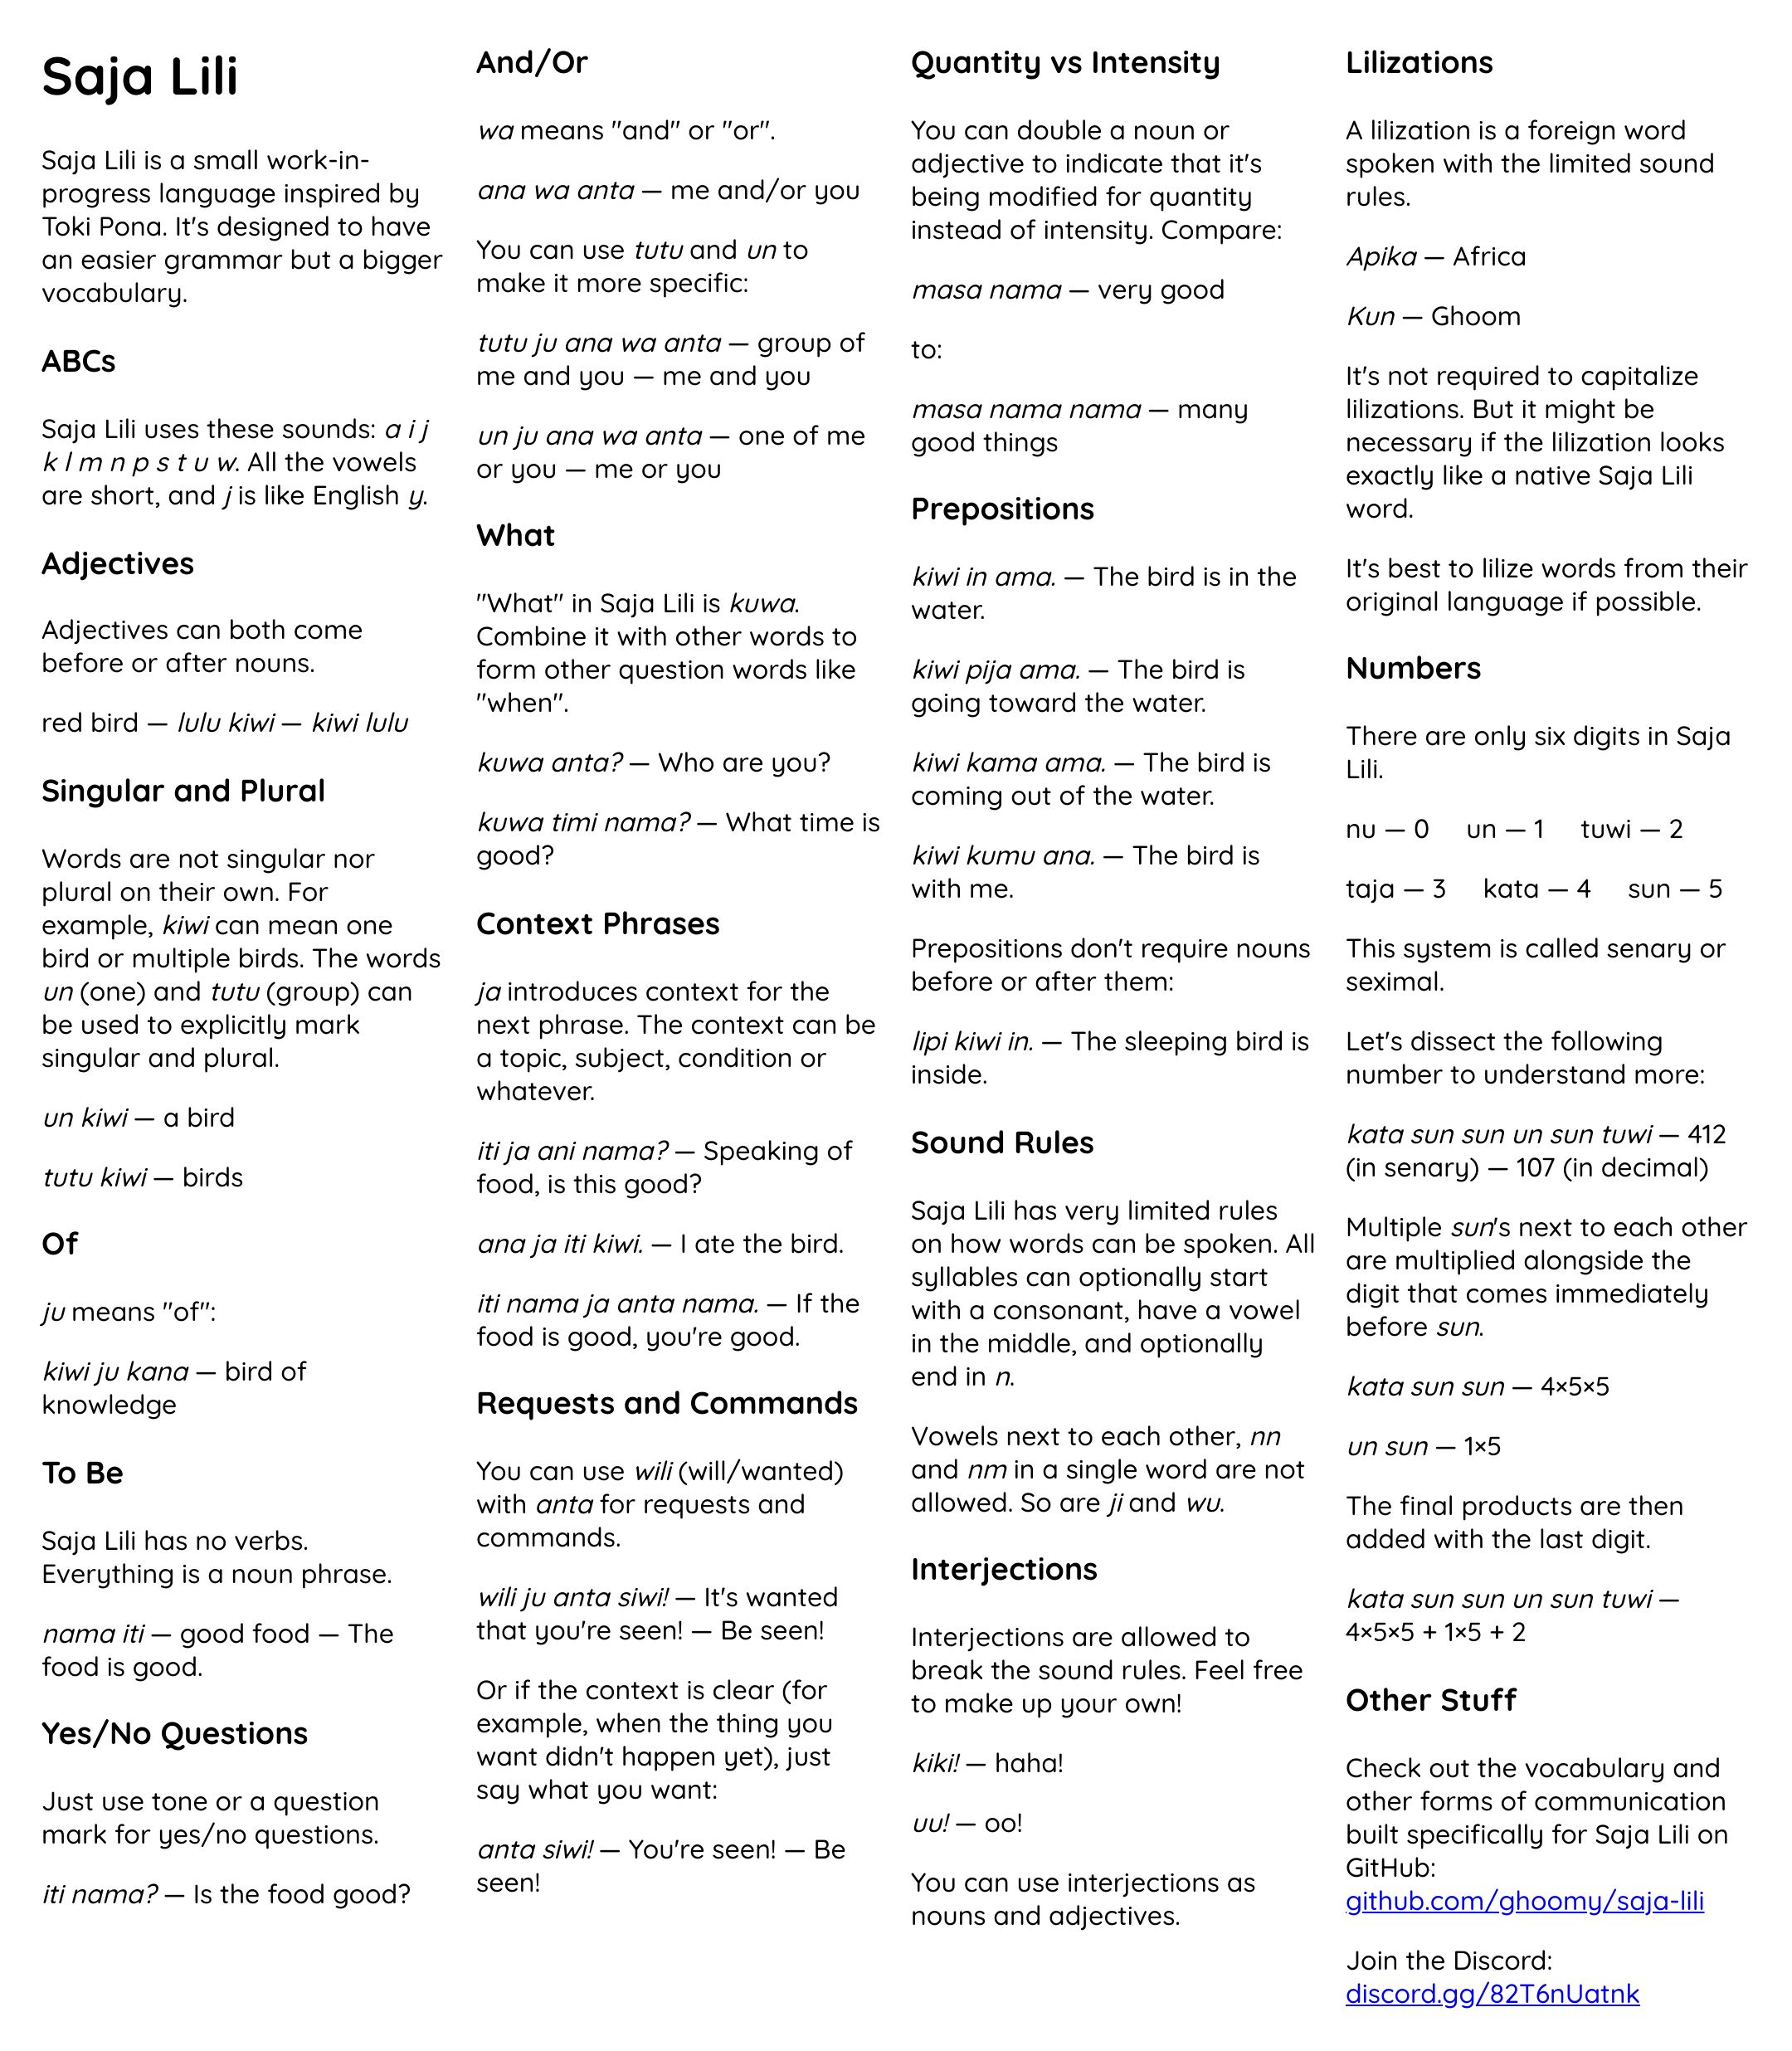 Saja Lili
Saja Lili is a small work-in-
progress language inspired by
Toki Pona. It's designed to have
an easier grammar but a bigger
vocabulary.
ABCs
Saja Lili uses these sounds: a i j
k l m n p s t u w. All the vowels
are short, and j is like English y.
Adjectives
Adjectives can both come
before or after nouns.
red bird — lulu kiwi — kiwi lulu
Singular and Plural
Words are not singular nor
plural on their own. For
example, kiwi can mean one
bird or multiple birds. The words
un (one) and tutu (group) can
be used to explicitly mark
singular and plural.
un kiwi — a bird
tutu kiwi — birds
Of
ju means "of":
kiwi ju kana — bird of
knowledge
To Be
Saja Lili has no verbs.
Everything is a noun phrase.
nama iti — good food — The
food is good.
Yes/No Questions
Just use tone or a question
mark for yes/no questions.
iti nama? — Is the food good?
And/Or
wa means "and" or "or".
ana wa anta — me and/or you
You can use tutu and un to
make it more specific:
tutu ju ana wa anta — group of
me and you — me and you
un ju ana wa anta — one of me
or you — me or you
What
"What" in Saja Lili is kuwa.
Combine it with other words to
form other question words like
"when".
kuwa anta? — Who are you?
kuwa timi nama? — What time is
good?
Context Phrases
ja introduces context for the
next phrase. The context can be
a topic, subject, condition or
whatever.
iti ja ani nama? — Speaking of
food, is this good?
ana ja iti kiwi. — I ate the bird.
iti nama ja anta nama. — If the
food is good, you're good.
Requests and Commands
You can use wili (will/wanted)
with anta for requests and
commands.
wili ju anta siwi! — It's wanted
that you're seen! — Be seen!
Or if the context is clear (for
example, when the thing you
want didn't happen yet), just
say what you want:
anta siwi! — You're seen! — Be
seen!
Quantity vs Intensity
You can double a noun or
adjective to indicate that it's
being modified for quantity
instead of intensity. Compare:
masa nama — very good
to:
masa nama nama — many
good things
Prepositions
kiwi in ama. — The bird is in the
water.
kiwi pija ama. — The bird is
going toward the water.
kiwi kama ama. — The bird is
coming out of the water.
kiwi kumu ana. — The bird is
with me.
Prepositions don't require nouns
before or after them:
lipi kiwi in. — The sleeping bird is
inside.
Sound Rules
Saja Lili has very limited rules
on how words can be spoken. All
syllables can optionally start
with a consonant, have a vowel
in the middle, and optionally
end in n.
Vowels next to each other, nn
and nm in a single word are not
allowed. So are ji and wu.
Interjections
Interjections are allowed to
break the sound rules. Feel free
to make up your own!
kiki! — haha!
uu! — oo!
You can use interjections as
nouns and adjectives.
Lilizations
A lilization is a foreign word
spoken with the limited sound
rules.
Apika — Africa
Kun — Ghoom
It's not required to capitalize
lilizations. But it might be
necessary if the lilization looks
exactly like a native Saja Lili
word.
It's best to lilize words from their
original language if possible.
Numbers
There are only six digits in Saja
Lili.
nu — 0 un — 1 tuwi — 2
taja — 3 kata — 4 sun — 5
This system is called senary or
seximal.
Let's dissect the following
number to understand more:
kata sun sun un sun tuwi — 412
(in senary) — 107 (in decimal)
Multiple sun's next to each other
are multiplied alongside the
digit that comes immediately
before sun.
kata sun sun — 4×5×5
un sun — 1×5
The final products are then
added with the last digit.
kata sun sun un sun tuwi —
4×5×5 + 1×5 + 2
Other Stuff
Check out the vocabulary and
other forms of communication
built specifically for Saja Lili on
GitHub:
github.com/ghoomy/saja-lili
Join the Discord:
discord.gg/82T6nUatnk